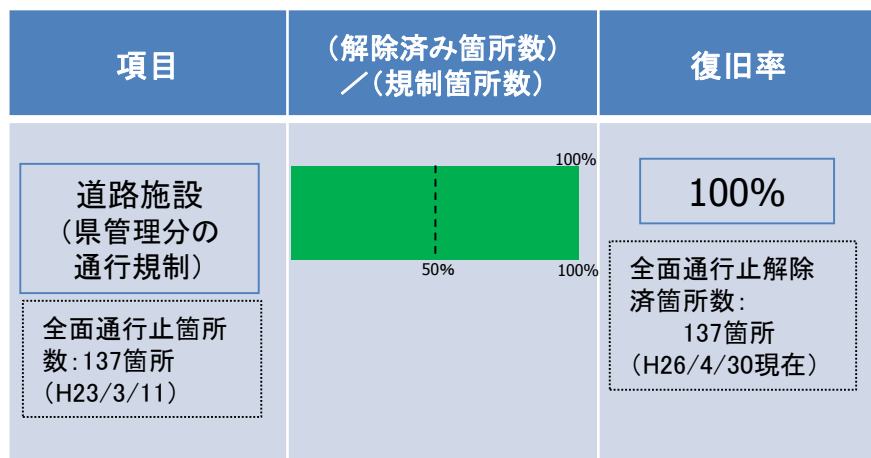 項目
（解除済み箇所数）
／（規制箇所数）
復旧率
道路施設
（県管理分の
通行規制）
全面通行止箇所
数：137箇所
（H23/3/11）
100%
50%
100%
100%
全面通行止解除
済箇所数：
137箇所
（H26/4/30現在）